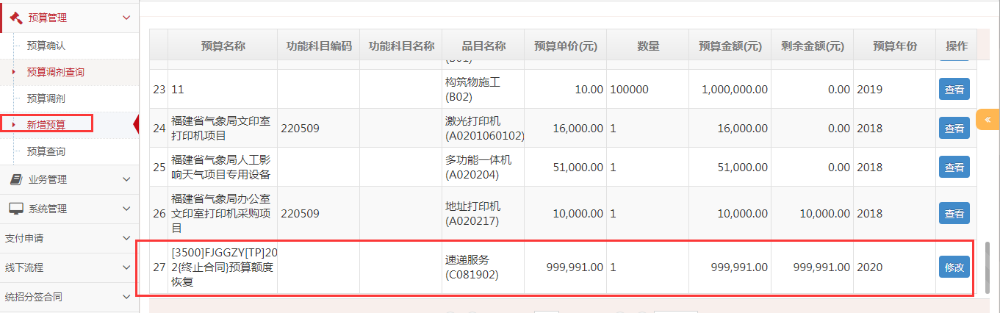 预算管理
预算确认
预算调剂查询
预算调剂
新增预算
预算查询
业务管理
系统管理
支付申请
线下流程
统招分签合同
预算名称 功能科目编码 功能科目名称 品目名称 预算单价(元) 数量 预算金额(元) 剩余金额(元) 预算年份 操作
(B01)
23 11 构筑物施工 10.00 100000 1,000,000.00 0.00 2019 查看
(B02)
福建省气象局文印室 激光打印机
24 220509 16,000.00 1 16,000.00 0.00 2018 查看
打印机项目 (A0201060102)
福建省气象局人工影 多功能一体机
25 51,000.00 1 51,000.00 0.00 2018 查看
响天气项目专用设备 (A020204)
福建省气象局办公室
26 文印室打印机采购项 220509 地址打印机 10,000.00 1 10,000.00 10,000.00 2018 查看
目 (A020217)
[3500]FJGGZY[TP]20
27 2{终止合同}预算额度 速递服务 999,991.00 1 999,991.00 999,991.00 2020 修改
恢复 (C081902)
«